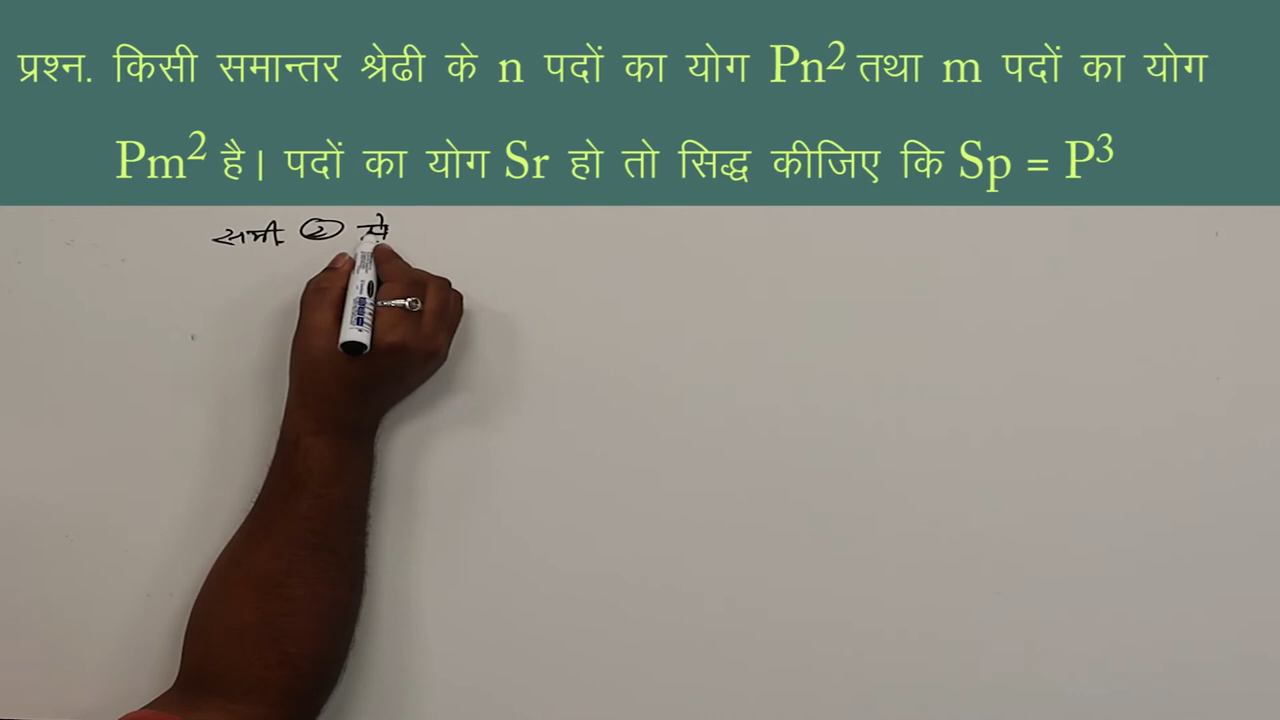 प्रश्न. किसी समान्तर श्रेढी के n पदों का योग Pn² तथा m पदों का योग
Pm² है। पदों का योग Sr हो तो सिद्ध कीजिए कि Sp = P³
समी ② से